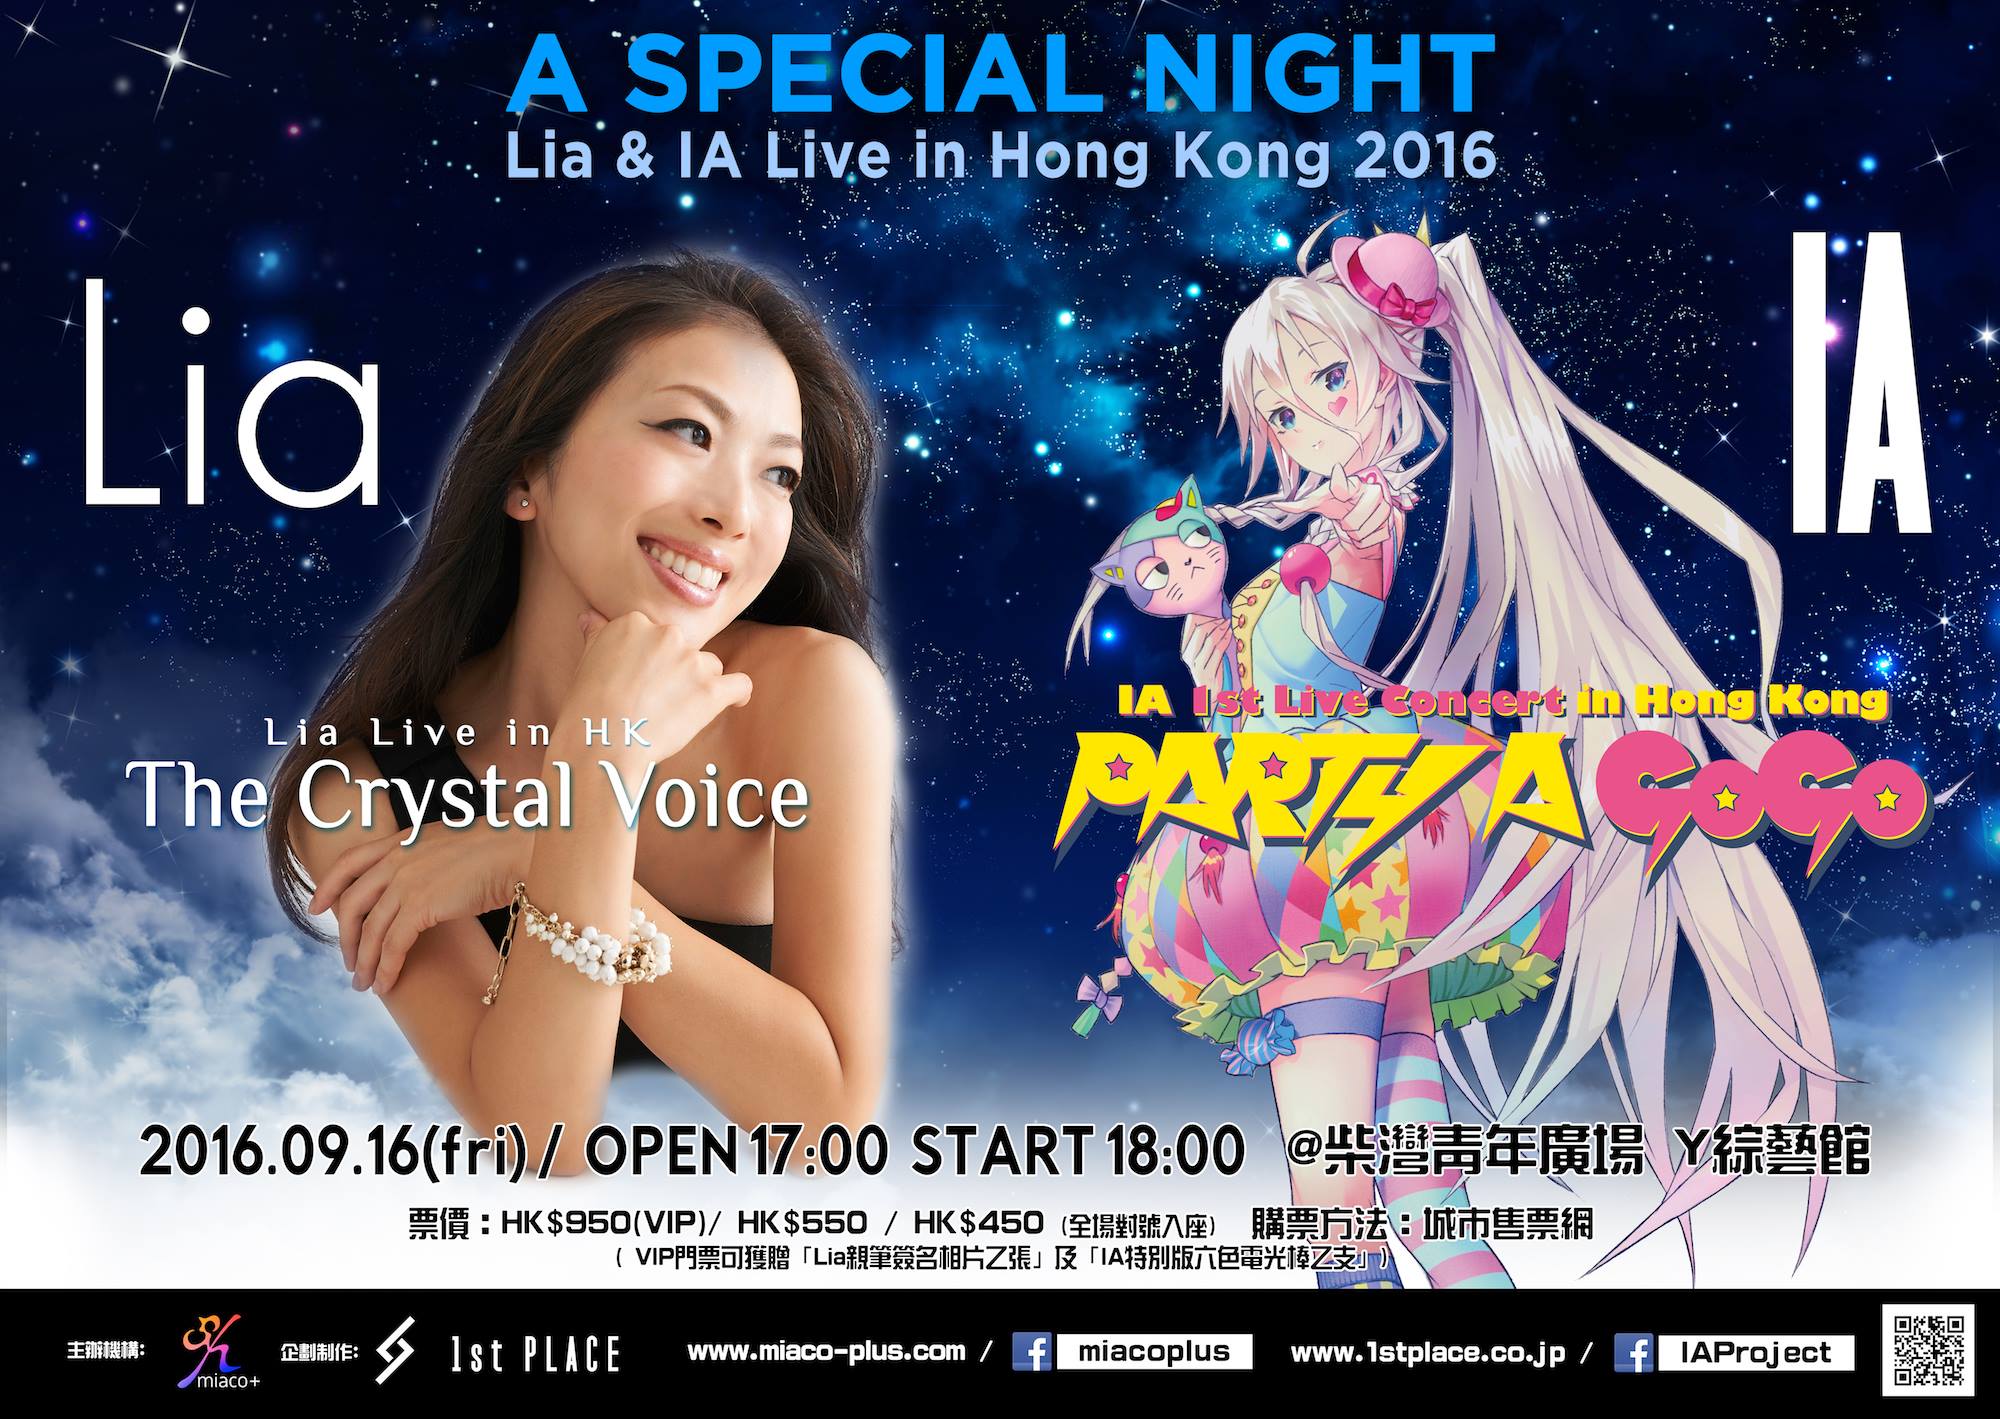 A SPECIAL NIGHT
Lia & IA Live in Hong Kong 2016
Lia
IA
Lia Live in HK
The Crystal Voice
IA 1st Live Concert in Hong Kong
PARTY A GoGo
2016.09.16(fri)/ OPEN 17:00 START 18:00 @柴灣青年廣場 Y綜藝館
票價：HK$950(VIP)/ HK$550 / HK$450（全場對號入座） 購票方法：城市售票網
（ VIP門票可獲贈「Lia親筆簽名相片乙張」及「IA特別版六色電光棒乙支」）
主辦機構： miaco+ 企劃制作： 1st PLACE www.miaco-plus.com / f miacoplus www.1stplace.co.jp / f IAProject